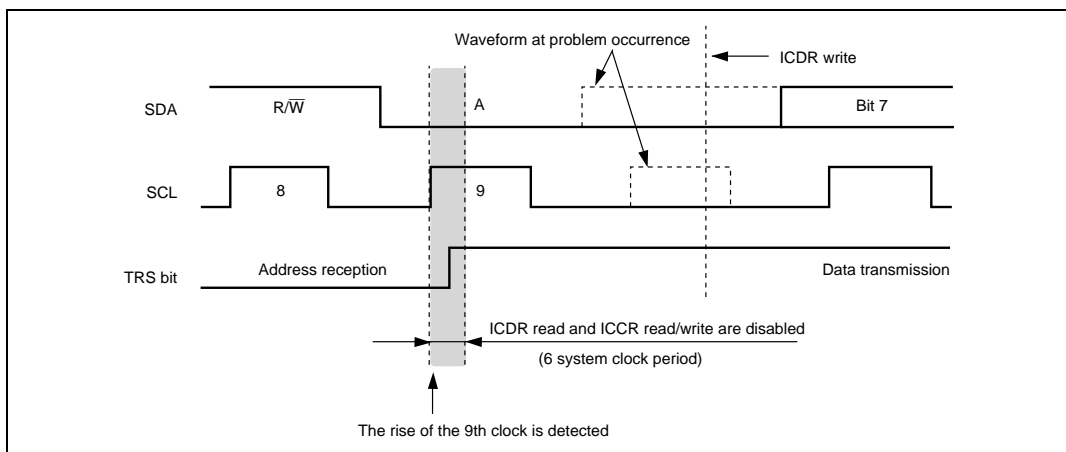 Waveform at problem occurrence
ICDR write
SDA
R/W
A
Bit 7
SCL
8
9
TRS bit
Address reception
Data transmission
ICDR read and ICCR read/write are disabled
(6 system clock period)
The rise of the 9th clock is detected